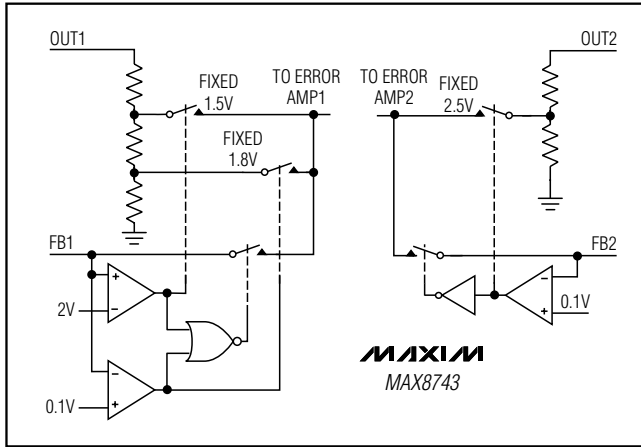 OUT1
OUT2
FIXED
1.5V
TO ERROR
AMP1
TO ERROR
AMP2
FIXED
2.5V
FIXED
1.8V
FB1
FB2
+
−
2V
−
+
0.1V
−
+
0.1V
MAXIM
MAX8743